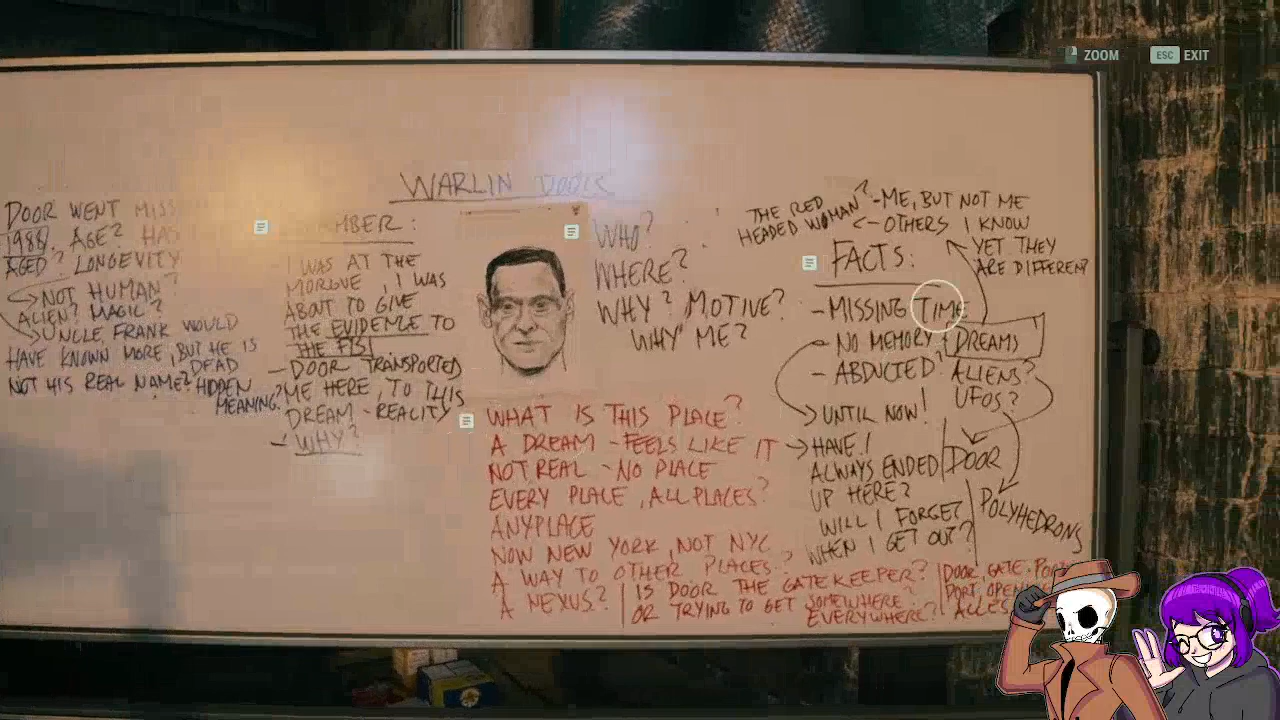 ZOOM
ESC EXIT
WARLIN DOOR
DOOR WENT MISS
1988, AGE? HAS
AGED? LONGEVITY
NOT HUMAN?
ALIEN? MAGIC?
UNCLE FRANK WOULD
HAVE KNOWN MORE, BUT HE IS
DEAD
NOT HIS REAL NAME? HIDDEN
MEANING?
MBER:
I WAS AT THE
MORGUE, I WAS
ABOUT TO GIVE
THE EVIDENCE TO
THE
- DOOR TRANSPORTED
ME HERE, TO THIS
DREAM-REALITY
- WHY?
WHO?
WHERE?
WHY? MOTIVE?
WHY ME?
WHAT IS THIS PLACE?
A DREAM - FEELS LIKE IT
NOT REAL - NO PLACE
EVERY PLACE, ALL PLACES?
ANYPLACE
NOW NEW YORK, NOT NYC
A WAY TO OTHER PLACES?
A NEXUS?
IS DOOR THE GATEKEEPER?
OR TRYING TO GET SOMEWHERE?
EVERYWHERE?
THE RED
HEADED WOMAN?
- ME, BUT NOT ME
OTHERS I KNOW
YET THEY
ARE DIFFERENT
FACTS:
- MISSING TIME
- NO MEMORY
DREAMS
- ABDUCTED? ALIENS?
UFOS?
UNTIL NOW!
HAVE I
ALWAYS ENDED
UP HERE?
WILL I FORGET
WHEN I GET OUT?
DOOR
POLYHEDRONS
DOOR, GATE,
PORT, OPEN